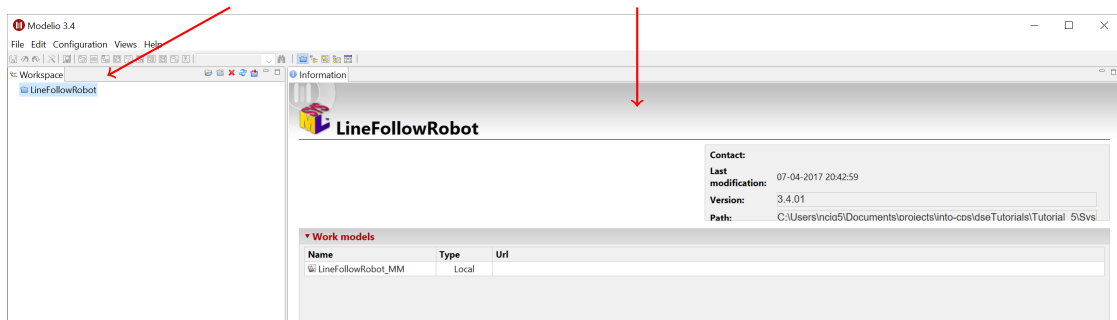 Modelio 3.4
File Edit Configuration Views Help
Workspace
LineFollowRobot
Information
LineFollowRobot
Contact:
Last modification: 07-04-2017 20:42:59
Version: 3.4.01
Path: C:\Users\ncig5\Documents\projects\into-cps\dseTutorials\Tutorial_5\Sys
Work models
Name Type Url
LineFollowRobot_MM Local